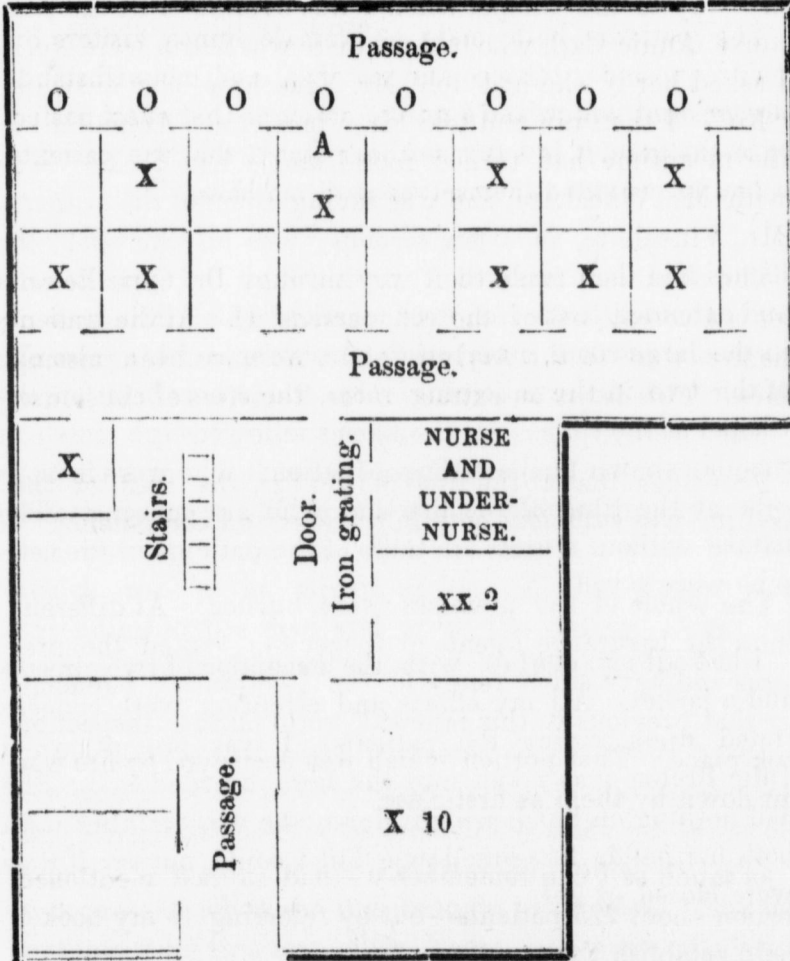 Passage.
O O O O O O O O
A
X X X X
X X X X X
Passage.
X
Stairs.
Door.
Iron grating
NURSE
AND
UNDER-
NURSE.
XX 2
Passage.
X 10